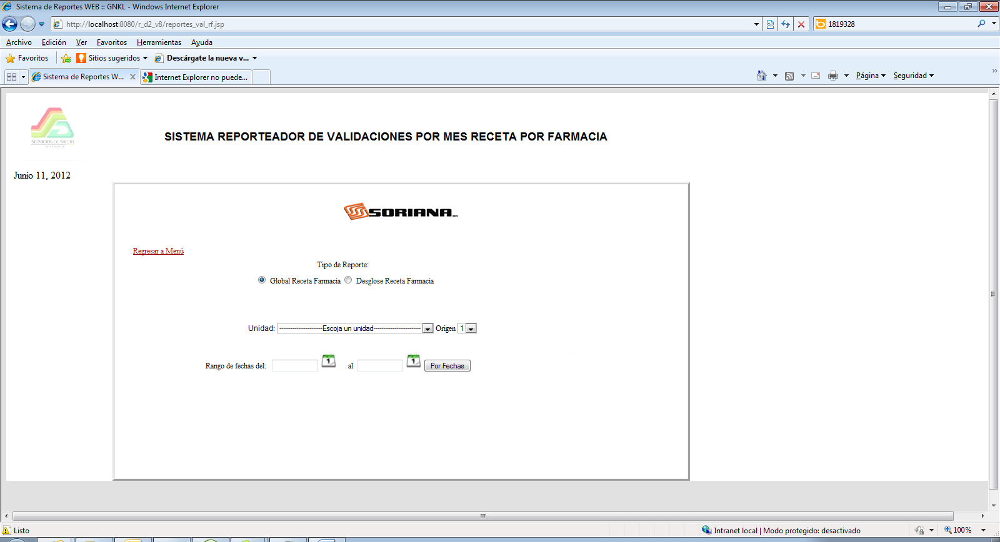 Sistema de Reportes WEB :: GNKL - Windows Internet Explorer
http://localhost:8080/r_d2_v8/reportes_val_rf.jsp
1819328
Archivo Edición Ver Favoritos Herramientas Ayuda
Favoritos Sitios sugeridos Descárgate la nueva v...
Sistema de Reportes W... Internet Explorer no puede...
Página Seguridad
SERVICIOS DE SALUD
SISTEMA REPORTEADOR DE VALIDACIONES POR MES RECETA POR FARMACIA
Junio 11, 2012
SORIANA
Regresar a Menú
Tipo de Reporte:
Global Receta Farmacia Desglose Receta Farmacia
Unidad: -----------------------Escoja un unidad------------------------- Origen 1
Rango de fechas del: 1 al 1 Por Fechas
Listo
Intranet local | Modo protegido: desactivado
100%